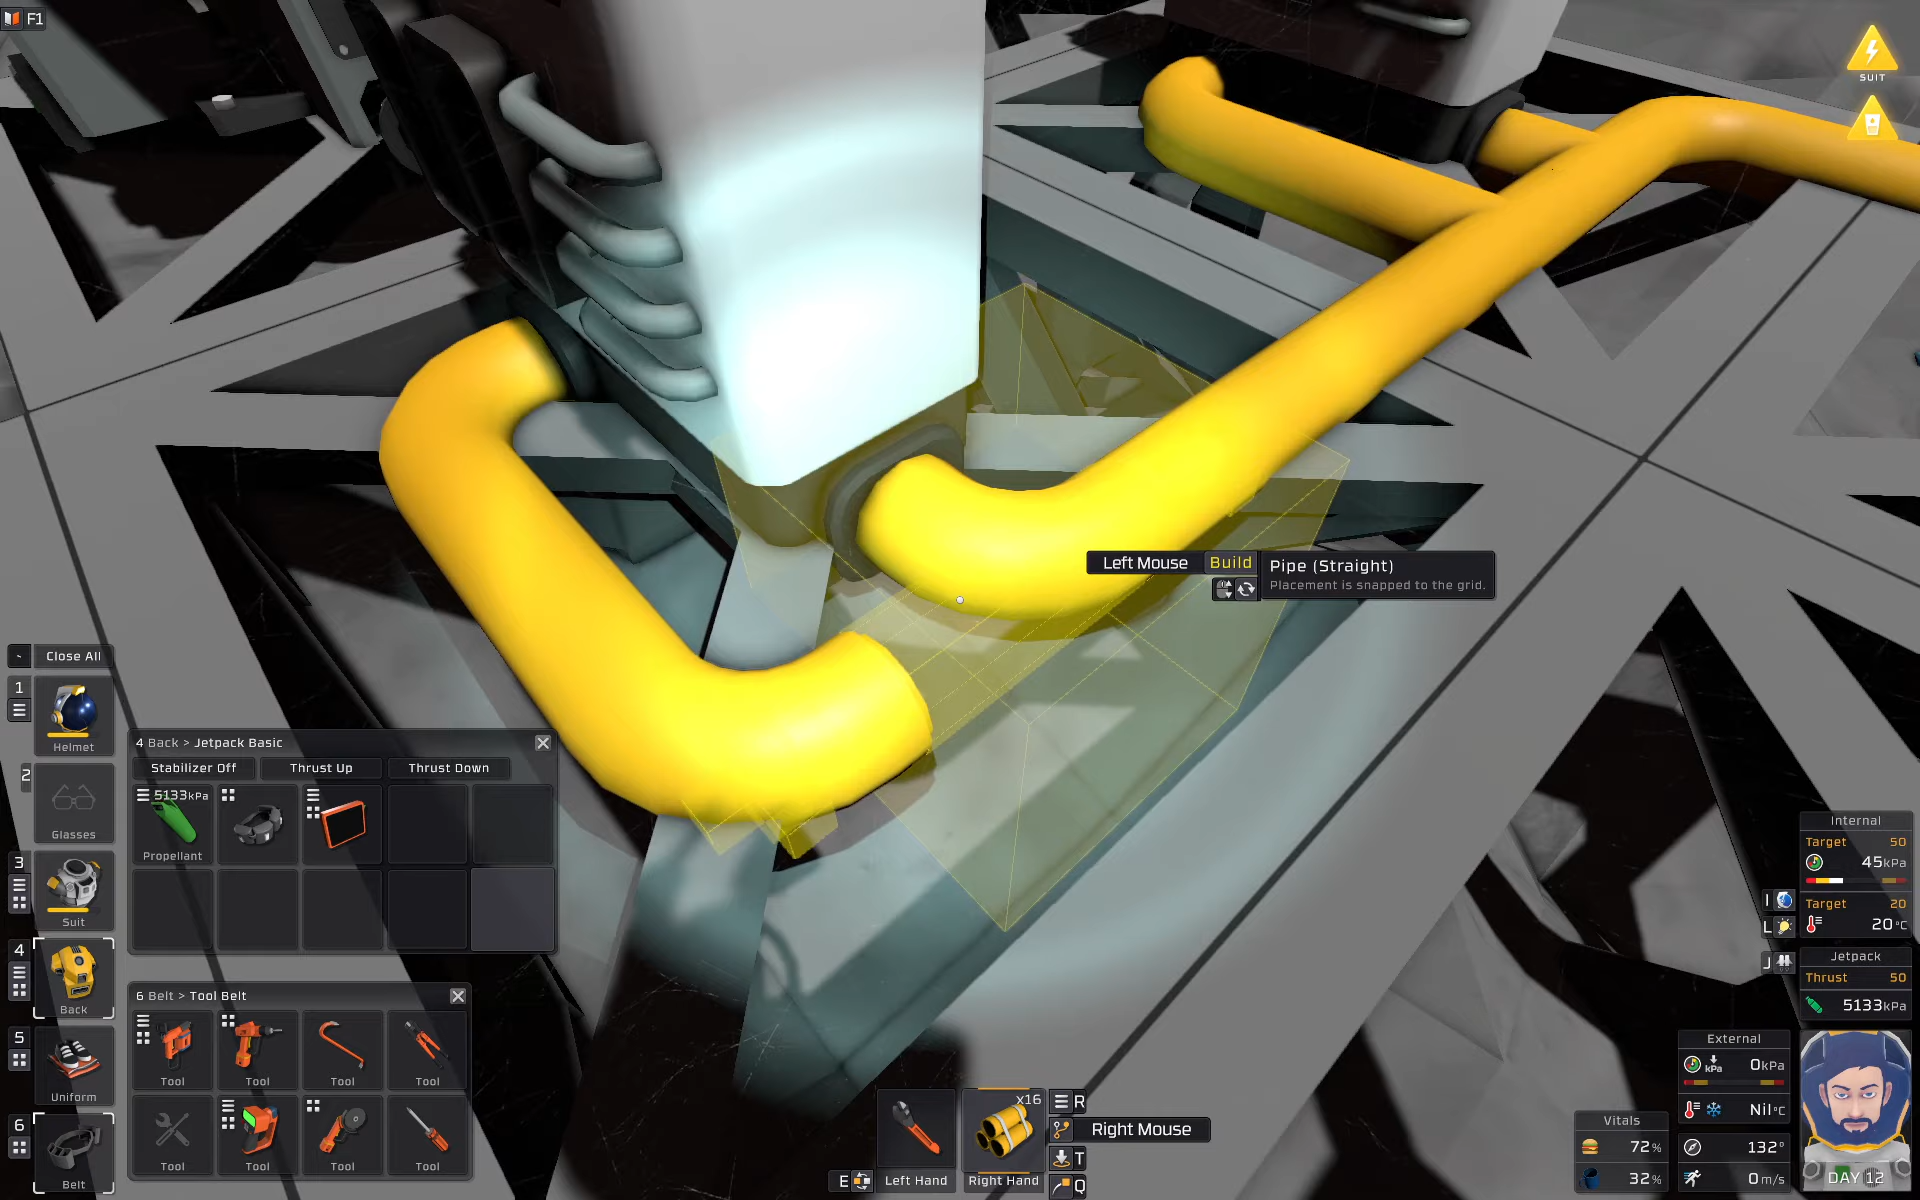 F1
SUIT
Left Mouse Build Pipe (Straight)
Placement is snapped to the grid.
~ Close All
1
Helmet
2
Glasses
3
Suit
4
Back
5
Uniform
6
Belt
4 Back > Jetpack Basic
Stabilizer Off Thrust Up Thrust Down
5133kPa
Propellant
6 Belt > Tool Belt
Tool Tool Tool Tool
Tool Tool Tool Tool
x16
R
Right Mouse
T
E Left Hand Right Hand Q
Internal
Target 50
45kPa
Target 20
20°C
I
L
J
Jetpack
Thrust 50
5133kPa
External
kPa 0kPa
Nil°C
132°
0m/s
Vitals
72%
32%
DAY 12